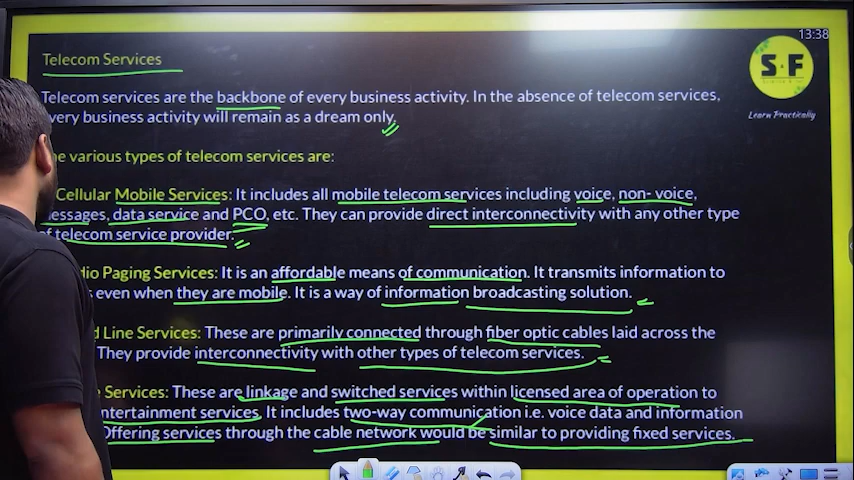 Telecom Services
13:38
S F
Learn Practically
Telecom services are the backbone of every business activity. In the absence of telecom services,
very business activity will remain as a dream only.
he various types of telecom services are:
Cellular Mobile Services: It includes all mobile telecom services including voice, non- voice,
essages, data service and PCO, etc. They can provide direct interconnectivity with any other type
f telecom service provider.
dio Paging Services: It is an affordable means of communication. It transmits information to
s even when they are mobile. It is a way of information broadcasting solution.
d Line Services: These are primarily connected through fiber optic cables laid across the
They provide interconnectivity with other types of telecom services.
e Services: These are linkage and switched services within licensed area of operation to
ntertainment services. It includes two-way communication i.e. voice data and information
Offering services through the cable network would be similar to providing fixed services.